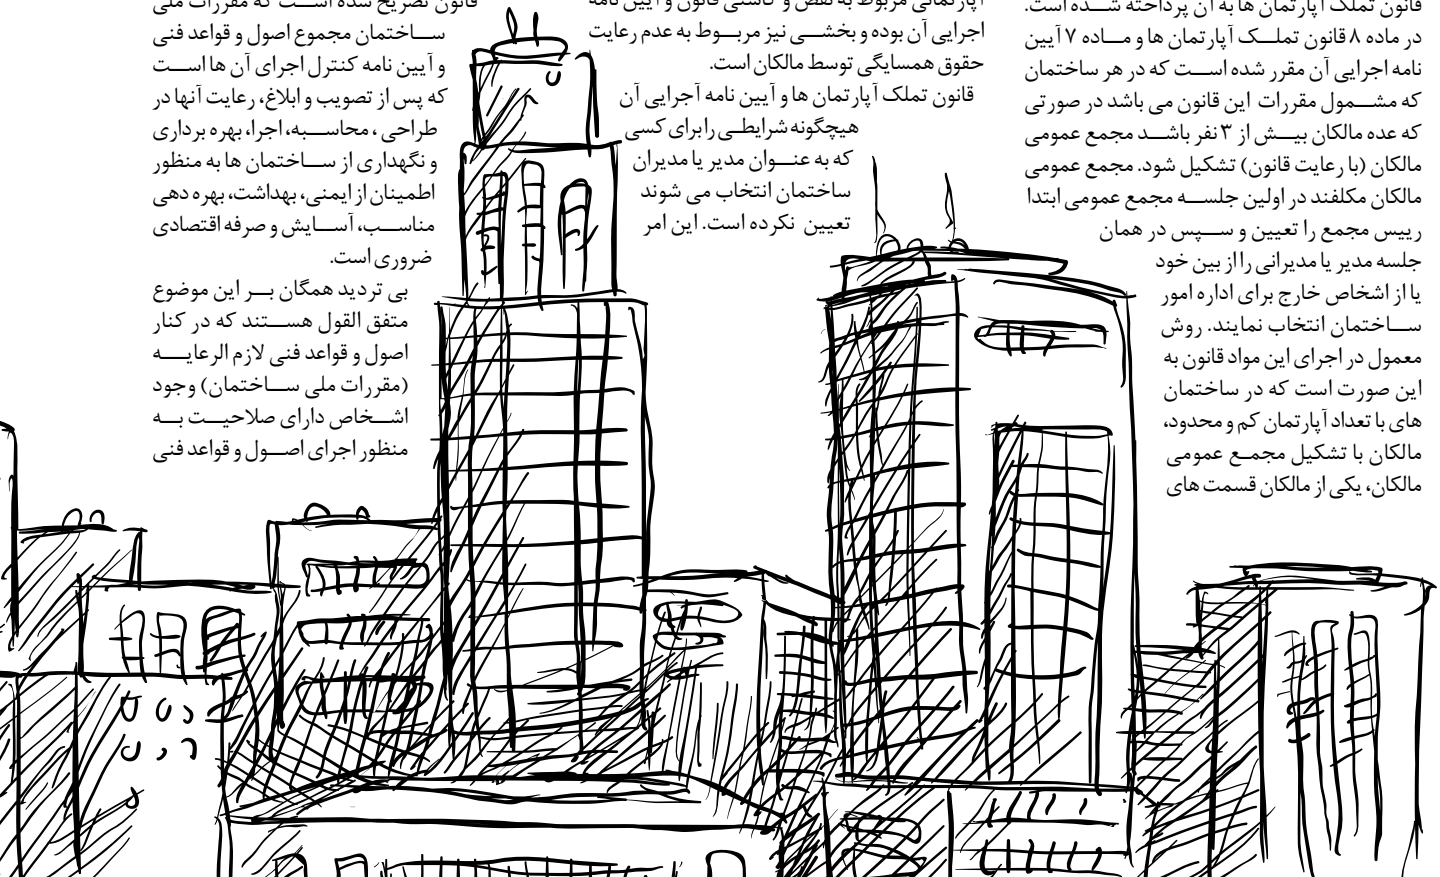 قانون تملک آپارتمان ها به آن پرداخته شده است.
در ماده ۸ قانون تملک آپارتمان ها و ماده ۷ آیین
نامه اجرایی آن مقرر شده است که در هر ساختمان
که مشمول مقررات این قانون می باشد در صورتی
که عده مالکان بیش از ۳ نفر باشد مجمع عمومی
مالکان (با رعایت قانون) تشکیل شود. مجمع عمومی
مالکان مکلفند در اولین جلسه مجمع عمومی ابتدا
رییس مجمع را تعیین و سپس در همان
جلسه مدیر یا مدیرانی را از بین خود
یا از اشخاص خارج برای اداره امور
ساختمان انتخاب نمایند. روش
معمول در اجرای این مواد قانون به
این صورت است که در ساختمان
های با تعداد آپارتمان کم و محدود،
مالکان با تشکیل مجمع عمومی
مالکان، یکی از مالکان قسمت های
آپارتمانی مربوط به نقض و کاستی قانون و آیین نامه
اجرایی آن بوده و بخشی نیز مربوط به عدم رعایت
حقوق همسایگی توسط مالکان است.
قانون تملک آپارتمان ها و آیین نامه آجرایی آن
هیچگونه شرایطی را برای کسی
که به عنوان مدیر یا مدیران
ساختمان انتخاب می شوند
تعیین نکرده است. این امر
قانون تصریح شده است که مقررات ملی
ساختمان مجموع اصول و قواعد فنی
و آیین نامه کنترل اجرای آن ها است
که پس از تصویب و ابلاغ، رعایت آنها در
طراحی ، محاسبه، اجرا، بهره برداری
و نگهداری از ساختمان ها به منظور
اطمینان از ایمنی، بهداشت، بهره دهی
مناسب، آسایش و صرفه اقتصادی
ضروری است.
بی تردید همگان بر این موضوع
متفق القول هستند که در کنار
اصول و قواعد فنی لازم الرعایه
(مقررات ملی ساختمان) وجود
اشخاص دارای صلاحیت به
منظور اجرای اصول و قواعد فنی